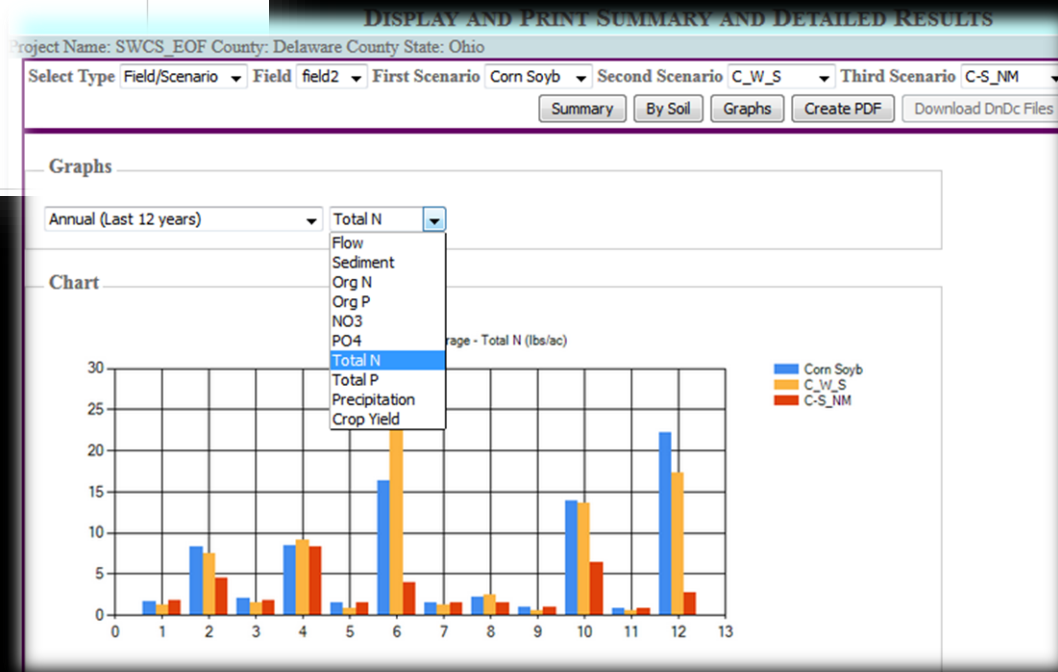 DISPLAY AND PRINT SUMMARY AND DETAILED RESULTS
Project Name: SWCS_EOF County: Delaware County State: Ohio
Select Type Field/Scenario Field field2 First Scenario Corn Soyb Second Scenario C_W_S Third Scenario C-S_NM
Summary By Soil Graphs Create PDF Download DnDc Files
Graphs
Annual (Last 12 years) Total N
Flow
Sediment
Org N
Org P
NO3
PO4
Total N
Total P
Precipitation
Crop Yield
Chart
rage - Total N (lbs/ac)
Corn Soyb
C_W_S
C-S_NM
30
25
20
15
10
5
0
0 1 2 3 4 5 6 7 8 9 10 11 12 13